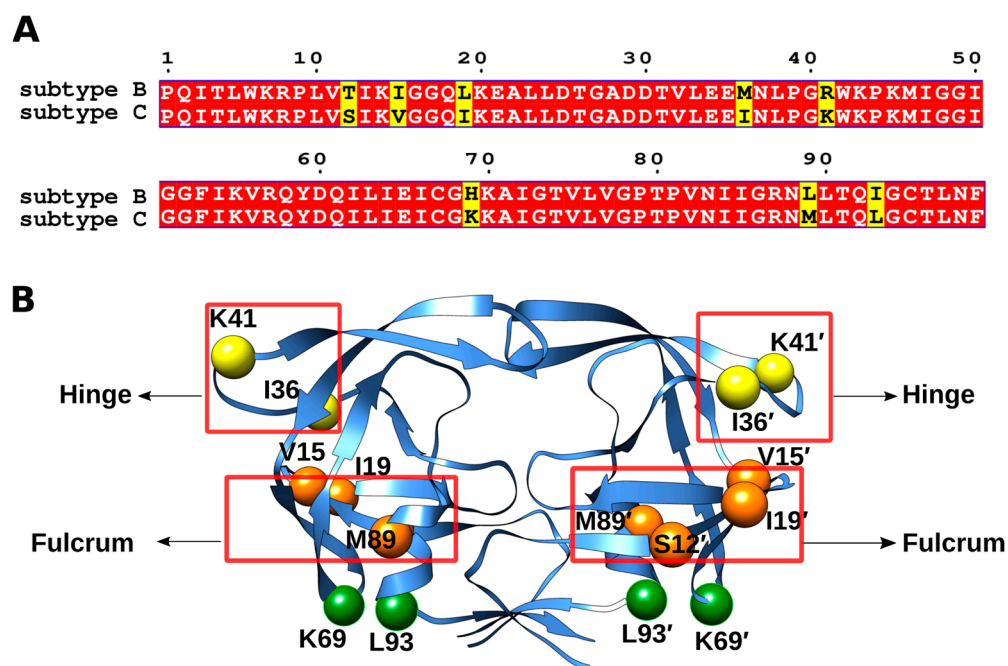 A
1 10 20 30 40 50
subtype B PQITLWKRPLVTIKIGGQLKEALLDTGADDTVLEEMNLPGRWKPKMIGGI
subtype C PQITLWKRPLVSIKVGGQIKEALLDTGADDTVLEEINLPGKWKPKMIGGI
60 70 80 90
subtype B GGFIKVRQYDQILIEICGHKAIGTVLVGPTPVNIIGRNLLTQIGCTLNF
subtype C GGFIKVRQYDQILIEICGKKAIGTVLVGPTPVNIIGRNMLTQLGCTLNF
B
K41
K41′
Hinge
I36
I36′
Hinge
V15
I19
V15′
M89′
I19′
Fulcrum
M89
S12′
Fulcrum
K69
L93
L93′
K69′